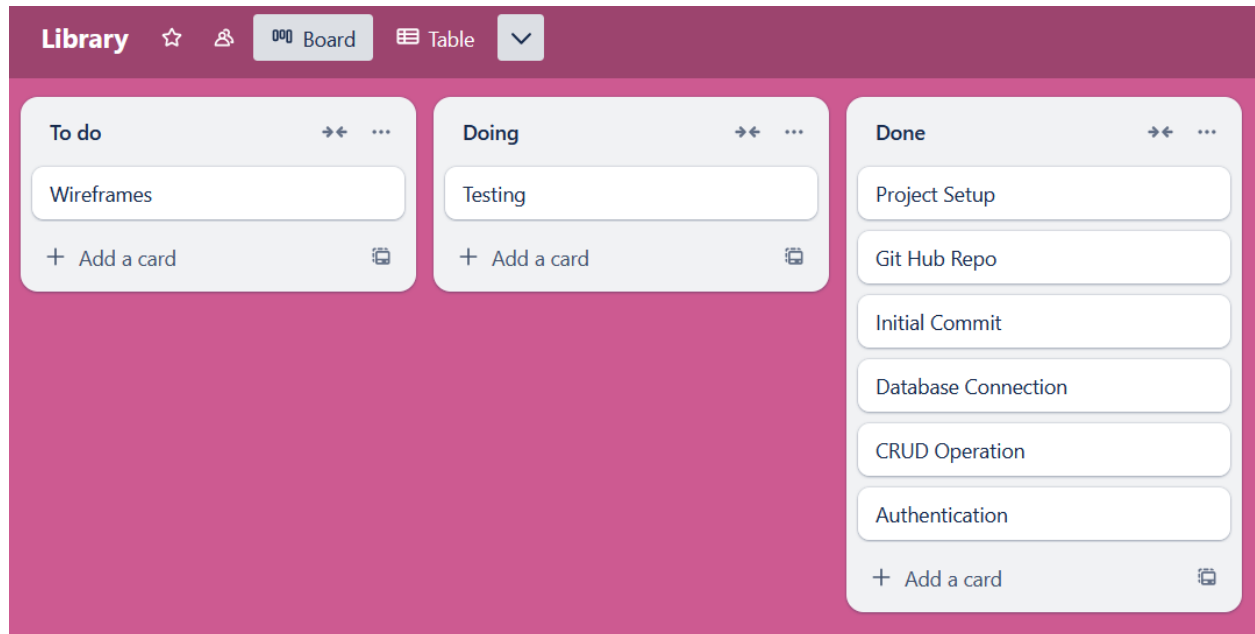 Library
Board
Table
To do
Wireframes
Add a card
Doing
Testing
Add a card
Done
Project Setup
Git Hub Repo
Initial Commit
Database Connection
CRUD Operation
Authentication
Add a card